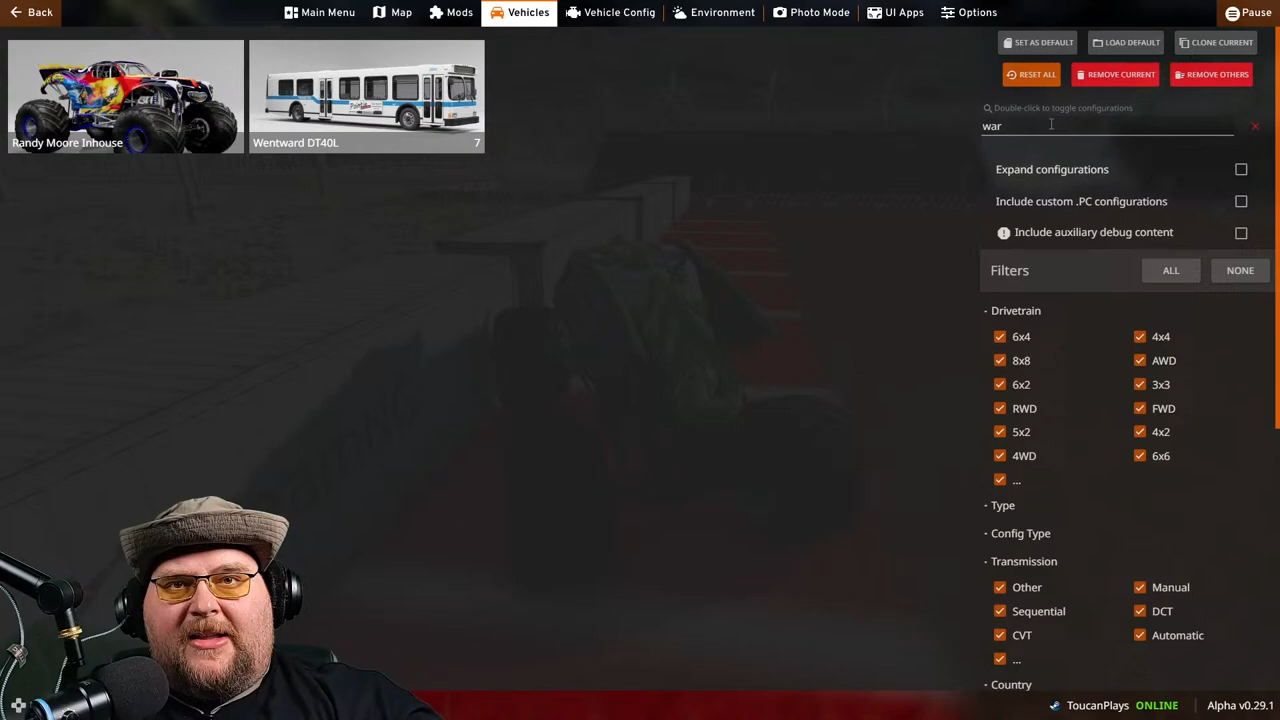 Back
Main Menu
Map
Mods
Vehicles
Vehicle Config
Environment
Photo Mode
UI Apps
Options
Pause
SET AS DEFAULT
LOAD DEFAULT
CLONE CURRENT
RESET ALL
REMOVE CURRENT
REMOVE OTHERS
Randy Moore Inhouse
Wentward DT40L 7
Double-click to toggle configurations
war
Expand configurations
Include custom .PC configurations
Include auxiliary debug content
Filters ALL NONE
- Drivetrain
6x4 4x4
8x8 AWD
6x2 3x3
RWD FWD
5x2 4x2
4WD 6x6
...
- Type
- Config Type
- Transmission
Other Manual
Sequential DCT
CVT Automatic
...
- Country
ToucanPlays ONLINE
Alpha v0.29.1